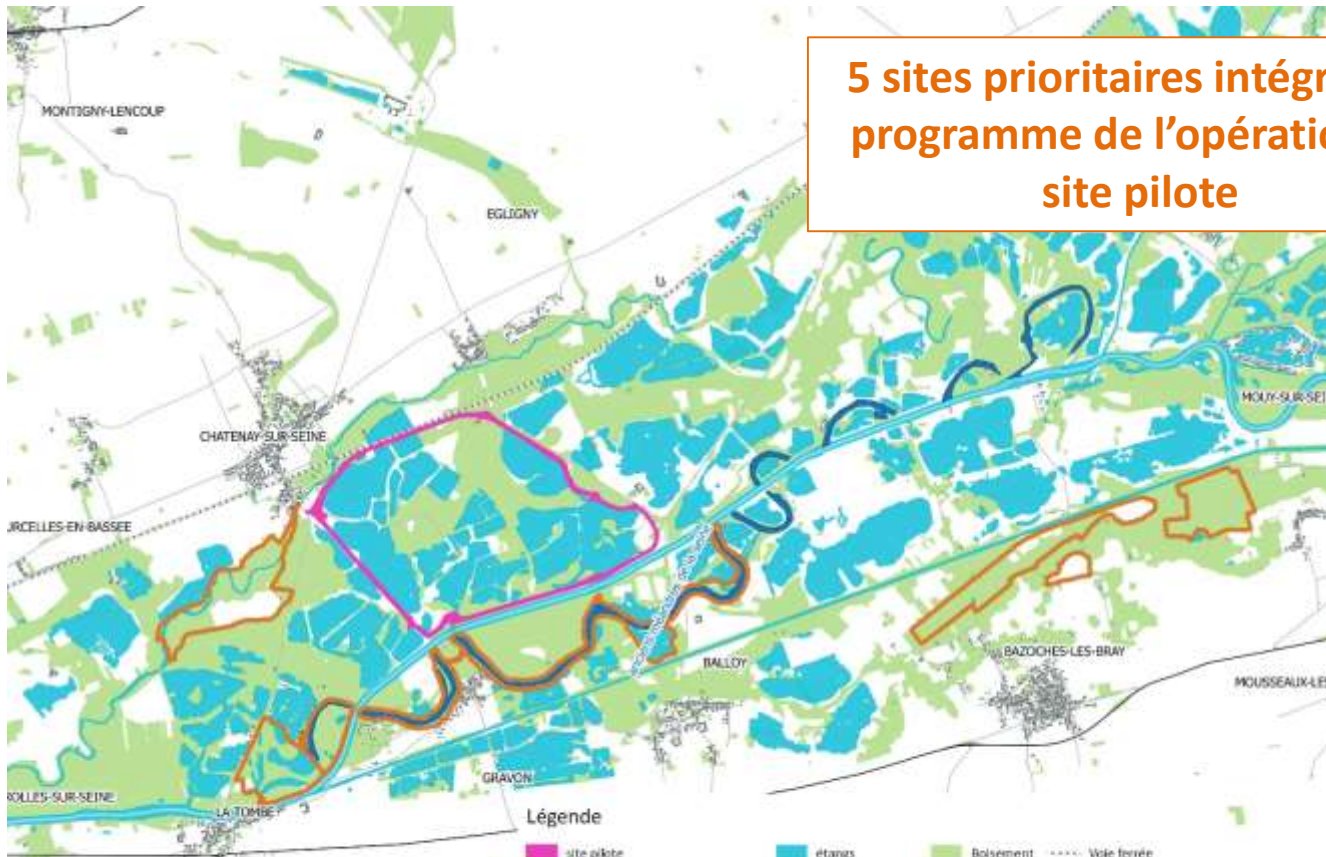 5 sites prioritaires intégr
programme de l'opératio
site pilote
MONTIGNY-LENCOUP
EGLIGNY
CHATENAY-SUR-SEINE
MOUY-SUR-SEI
URCELLES-EN-BASSEE
BALLOY
BAZOCHES-LES-BRAY
MOUSSEAUX-LES
GRAVON
ROLLES-SUR-SEINE
LA TOMBE
Légende
site pilote
étangs
Boisement
Voie ferrée